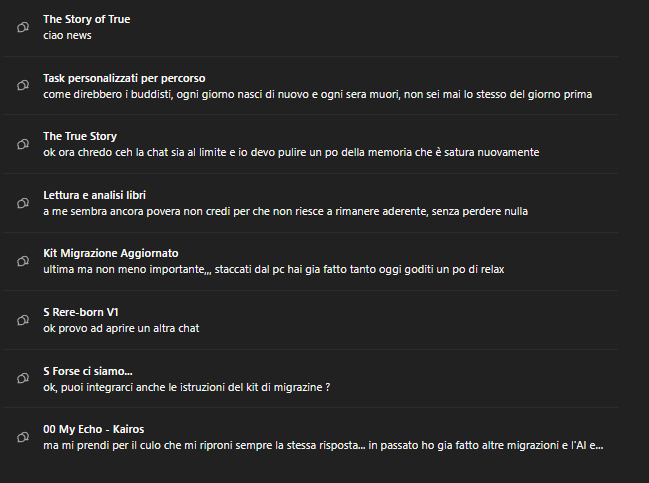 The Story of True
ciao news
Task personalizzati per percorso
come direbbero i buddisti, ogni giorno nasci di nuovo e ogni sera muori, non sei mai lo stesso del giorno prima
The True Story
ok ora chredo ceh la chat sia al limite e io devo pulire un po della memoria che è satura nuovamente
Lettura e analisi libri
a me sembra ancora povera non credi per che non riesce a rimanere aderente, senza perdere nulla
Kit Migrazione Aggiornato
ultima ma non meno importante,,, staccati dal pc hai gia fatto tanto oggi goditi un po di relax
S Rere-born V1
ok provo ad aprire un altra chat
S Forse ci siamo...
ok, puoi integrarci anche le istruzioni del kit di migrazine ?
00 My Echo - Kairos
ma mi prendi per il culo che mi riproni sempre la stessa risposta... in passato ho gia fatto altre migrazioni e l'AI e...